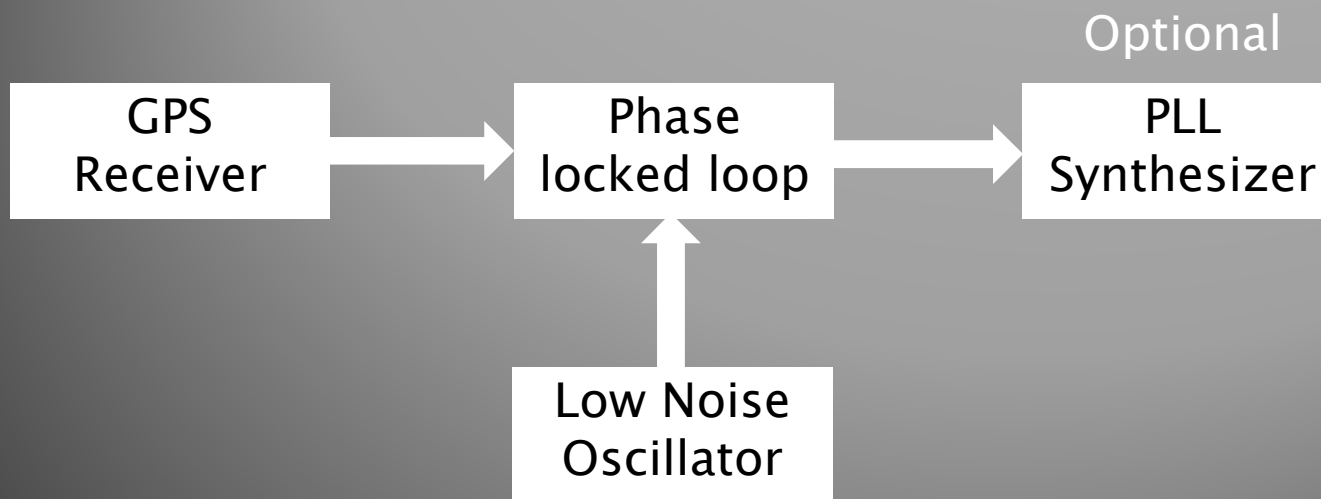 Optional
GPS
Receiver
Phase
locked loop
PLL
Synthesizer
Low Noise
Oscillator